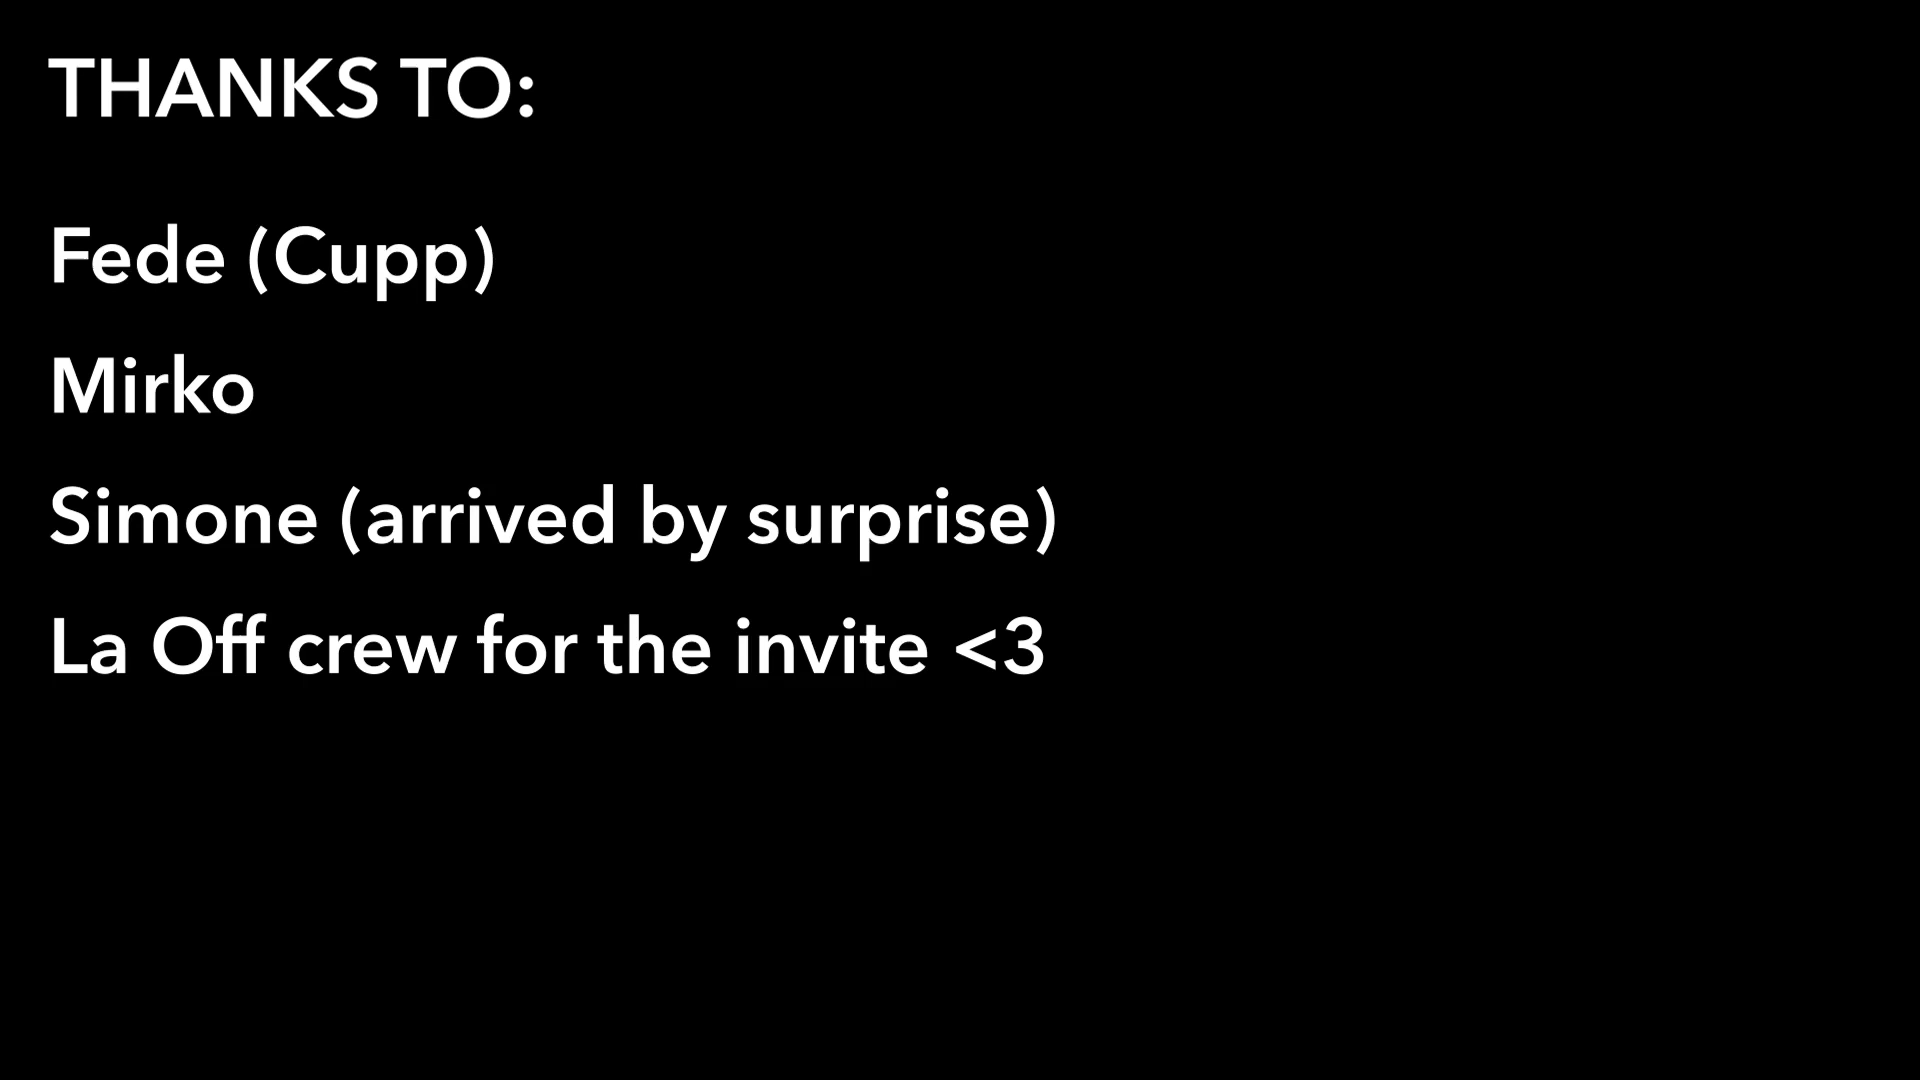 THANKS TO:
Fede (Cupp)
Mirko
Simone (arrived by surprise)
La Off crew for the invite <3